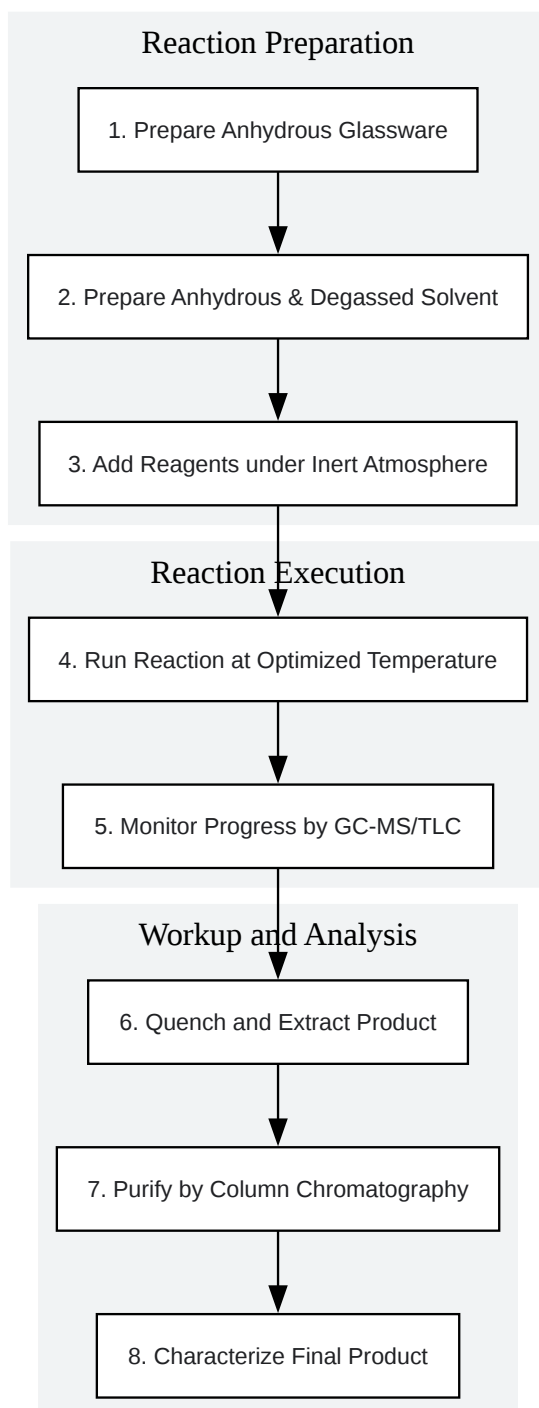 Reaction Preparation
1. Prepare Anhydrous Glassware
2. Prepare Anhydrous & Degassed Solvent
3. Add Reagents under Inert Atmosphere
Reaction Execution
4. Run Reaction at Optimized Temperature
5. Monitor Progress by GC-MS/TLC
Workup and Analysis
6. Quench and Extract Product
7. Purify by Column Chromatography
8. Characterize Final Product